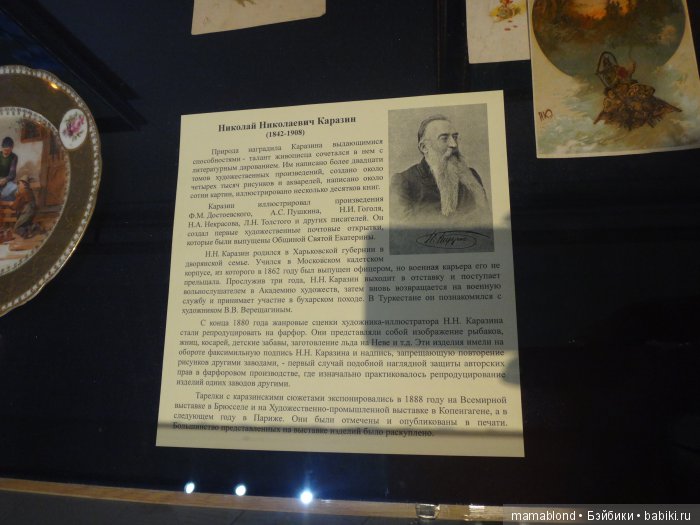 Николай Николаевич Каразин
(1842-1908)
Природа наградила Каразина выдающимися
способностями - талант живописца сочетался в нем с
литературным дарованием. Им написано более двадцати
томов художественных произведений, создано около
четырех тысяч рисунков и акварелей, написано около
сотни картин, иллюстрировано несколько десятков книг.
Каразин иллюстрировал произведения
Ф.М. Достоевского, А.С. Пушкина, Н.И. Гоголя,
Н.А. Некрасова, Л.Н. Толстого и других писателей. Он
создал первые художественные почтовые открытки,
которые были выпущены Общиной Святой Екатерины.
Н.Н. Каразин родился в Харьковской губернии в
дворянской семье. Учился в Московском кадетском
корпусе, из которого в 1862 году был выпущен офицером, но военная карьера его не
прельщала. Прослужив три года, Н.Н. Каразин выходит в отставку и поступает
вольнослушателем в Академию художеств, затем вновь возвращается на военную
службу и принимает участие в бухарском походе. В Туркестане он познакомился с
художником В.В. Верещагиным.
С конца 1880 года жанровые сценки художника-иллюстратора Н.Н. Каразина
стали репродуцировать на фарфор. Они представляли собой изображение рыбаков,
жниц, косарей, детские забавы, заготовление льда на Неве и т.д. Эти изделия имели на
обороте факсимильную подпись Н.Н. Каразина и надпись, запрещающую повторение
рисунков другими заводами, - первый случай подобной наглядной защиты авторских
прав в фарфоровом производстве, где изначально практиковалось репродуцирование
изделий одних заводов другими.
Тарелки с каразинскими сюжетами экспонировались в 1888 году на Всемирной
выставке в Брюсселе и на Художественно-промышленной выставке в Копенгагене, а в
следующем году в Париже. Они были отмечены и опубликованы в печати.
Большинство представленных на выставке изделий было раскуплено.
mamablond • Бэйбики • babiki.ru